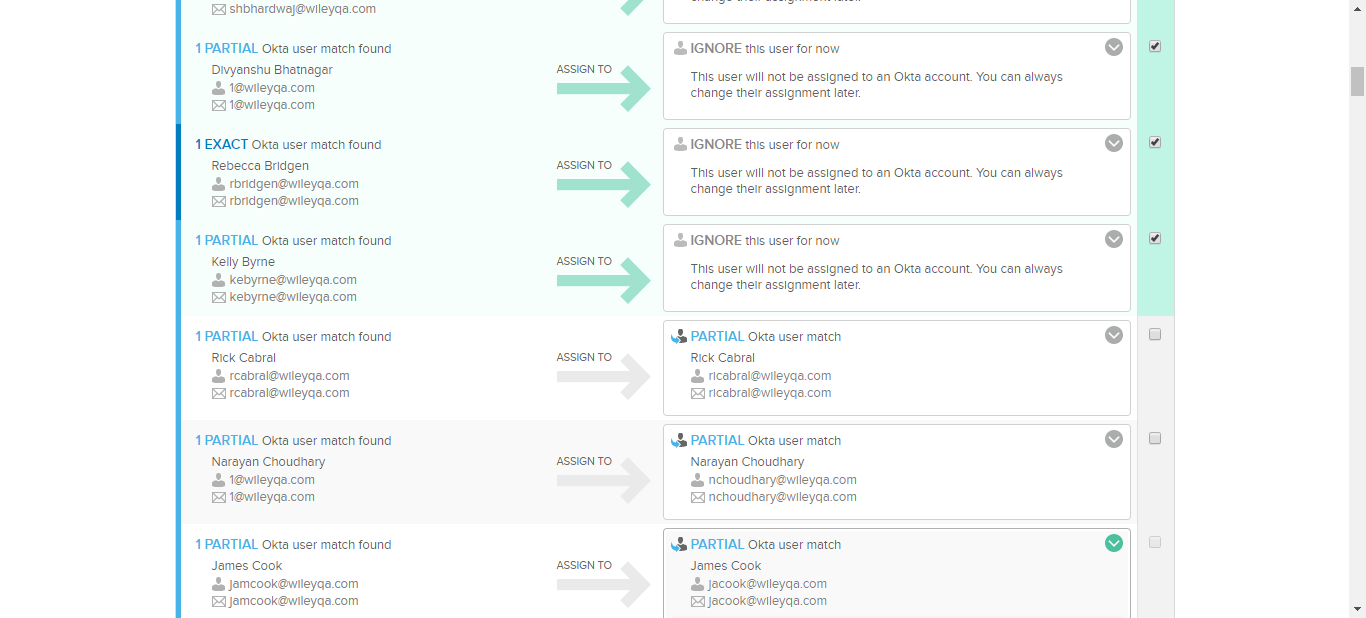 shbhardwaj@wileyqa.com
change their assignment later.
1 PARTIAL Okta user match found
Divyanshu Bhatnagar
1@wileyqa.com
1@wileyqa.com
ASSIGN TO
IGNORE this user for now
This user will not be assigned to an Okta account. You can always
change their assignment later.
1 EXACT Okta user match found
Rebecca Bridgen
rbridgen@wileyqa.com
rbridgen@wileyqa.com
ASSIGN TO
IGNORE this user for now
This user will not be assigned to an Okta account. You can always
change their assignment later.
1 PARTIAL Okta user match found
Kelly Byrne
kebyrne@wileyqa.com
kebyrne@wileyqa.com
ASSIGN TO
IGNORE this user for now
This user will not be assigned to an Okta account. You can always
change their assignment later.
1 PARTIAL Okta user match found
Rick Cabral
rcabral@wileyqa.com
rcabral@wileyqa.com
ASSIGN TO
PARTIAL Okta user match
Rick Cabral
ricabral@wileyqa.com
ricabral@wileyqa.com
1 PARTIAL Okta user match found
Narayan Choudhary
1@wileyqa.com
1@wileyqa.com
ASSIGN TO
PARTIAL Okta user match
Narayan Choudhary
nchoudhary@wileyqa.com
nchoudhary@wileyqa.com
1 PARTIAL Okta user match found
James Cook
jamcook@wileyqa.com
jamcook@wileyqa.com
ASSIGN TO
PARTIAL Okta user match
James Cook
jacook@wileyqa.com
jacook@wileyqa.com